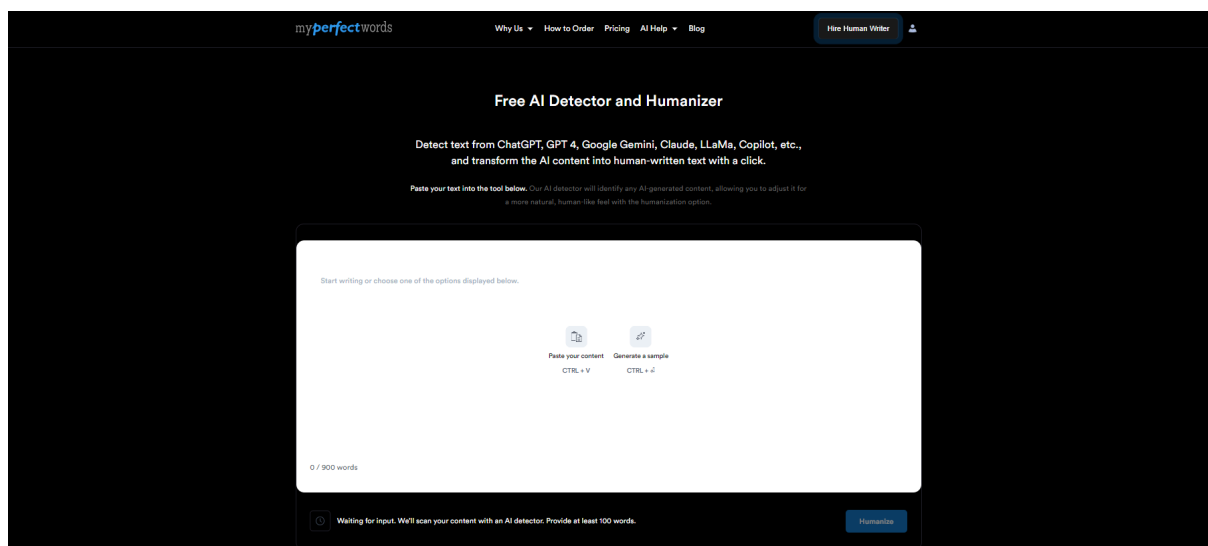 myperfectwords
Why Us How to Order Pricing AI Help Blog
Hire Human Writer
Free AI Detector and Humanizer
Detect text from ChatGPT, GPT 4, Google Gemini, Claude, LLaMa, Copilot, etc.,
and transform the AI content into human-written text with a click.
Paste your text into the tool below. Our AI detector will identify any AI-generated content, allowing you to adjust it for
a more natural, human-like feel with the humanization option.
Start writing or choose one of the options displayed below.
Paste your content Generate a sample
CTRL + V CTRL +
0 / 900 words
Waiting for input. We'll scan your content with an AI detector. Provide at least 100 words.
Humanize